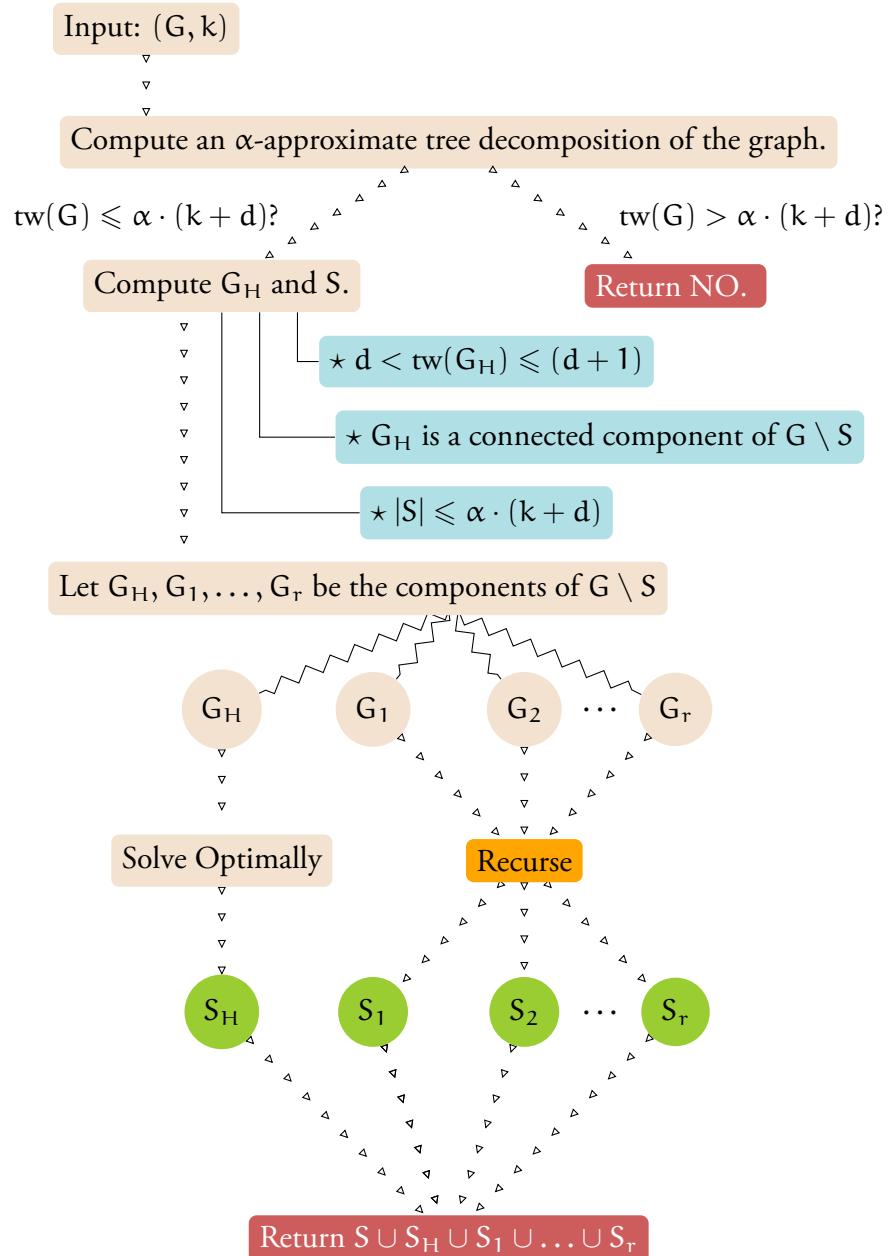 Input: (G, k)
Compute an α-approximate tree decomposition of the graph.
tw(G) ⩽ α · (k + d)?
tw(G) > α · (k + d)?
Compute G_H and S.
Return NO.
⋆ d < tw(G_H) ⩽ (d + 1)
⋆ G_H is a connected component of G \ S
⋆ |S| ⩽ α · (k + d)
Let G_H, G_1, . . . , G_r be the components of G \ S
G_H G_1 G_2 ··· G_r
Solve Optimally
Recurse
S_H S_1 S_2 ··· S_r
Return S ∪ S_H ∪ S_1 ∪ . . . ∪ S_r